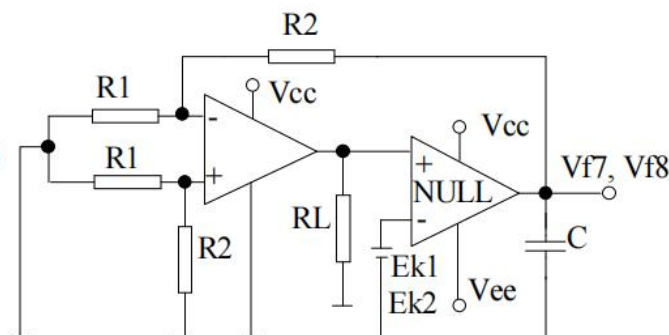 R2
R1
-
Vcc
+
Vcc
Vf7, Vf8
R1
+
NULL
-
RL
C
R2
Ek1
Ek2
Vee